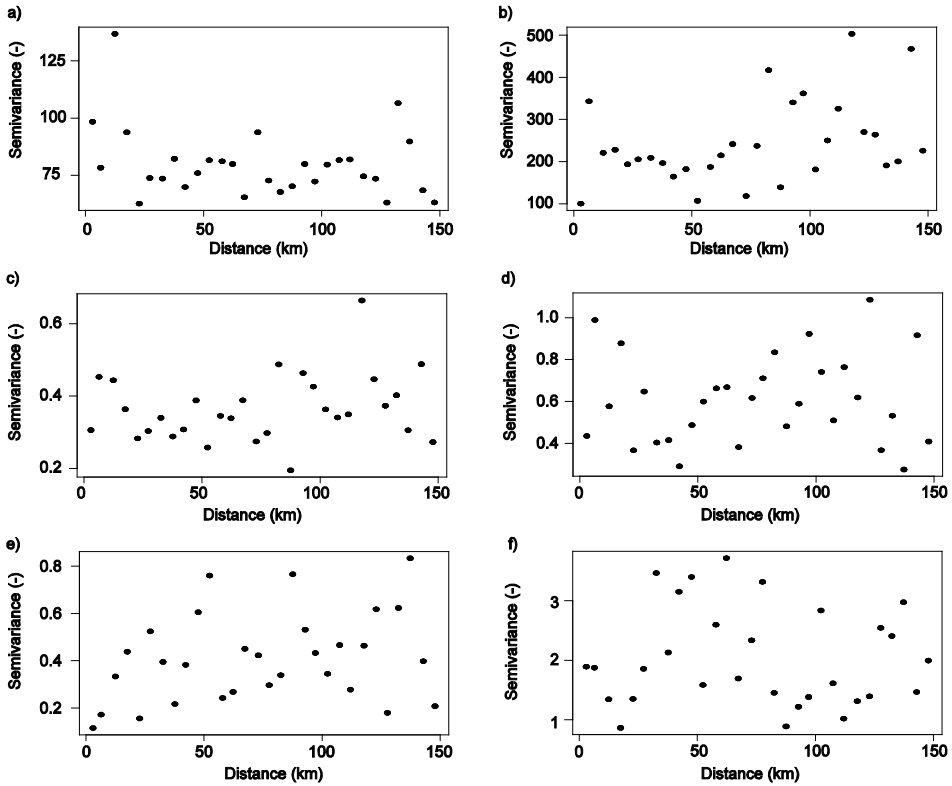 a)
Semivariance (-)
125
100
75
0 50 100 150
Distance (km)
b)
Semivariance (-)
500
400
300
200
100
0 50 100 150
Distance (km)
c)
Semivariance (-)
0.6
0.4
0.2
0 50 100 150
Distance (km)
d)
Semivariance (-)
1.0
0.8
0.6
0.4
0 50 100 150
Distance (km)
e)
Semivariance (-)
0.8
0.6
0.4
0.2
0 50 100 150
Distance (km)
f)
Semivariance (-)
3
2
1
0 50 100 150
Distance (km)